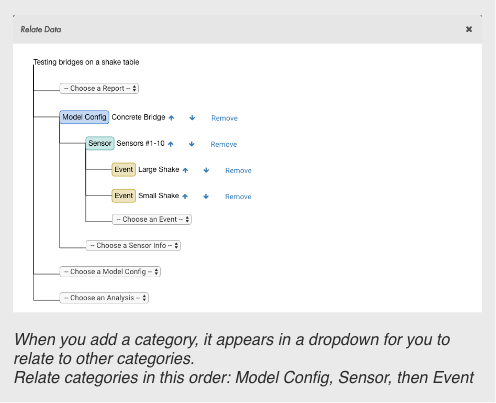 Relate Data ✖
Testing bridges on a shake table
-- Choose a Report --
Model Config Concrete Bridge ↑ ↓ Remove
Sensor Sensors #1-10 ↑ ↓ Remove
Event Large Shake ↑ ↓ Remove
Event Small Shake ↑ ↓ Remove
-- Choose an Event --
-- Choose a Sensor Info --
-- Choose a Model Config --
-- Choose an Analysis --
When you add a category, it appears in a dropdown for you to
relate to other categories.
Relate categories in this order: Model Config, Sensor, then Event